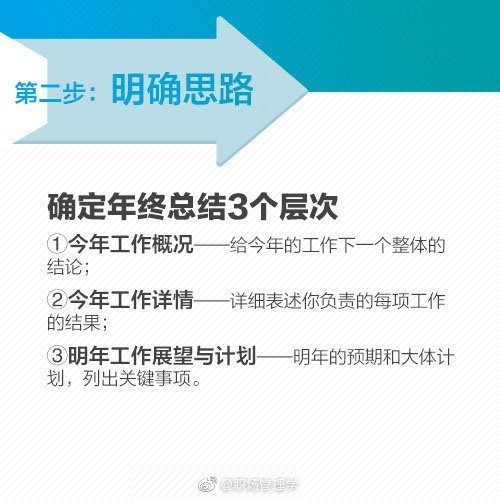 第二步：明确思路
确定年终总结3个层次
①今年工作概况——给今年的工作下一个整体的
结论；
②今年工作详情——详细表述你负责的每项工作
的结果；
③明年工作展望与计划——明年的预期和大体计
划，列出关键事项。
@职场管理学